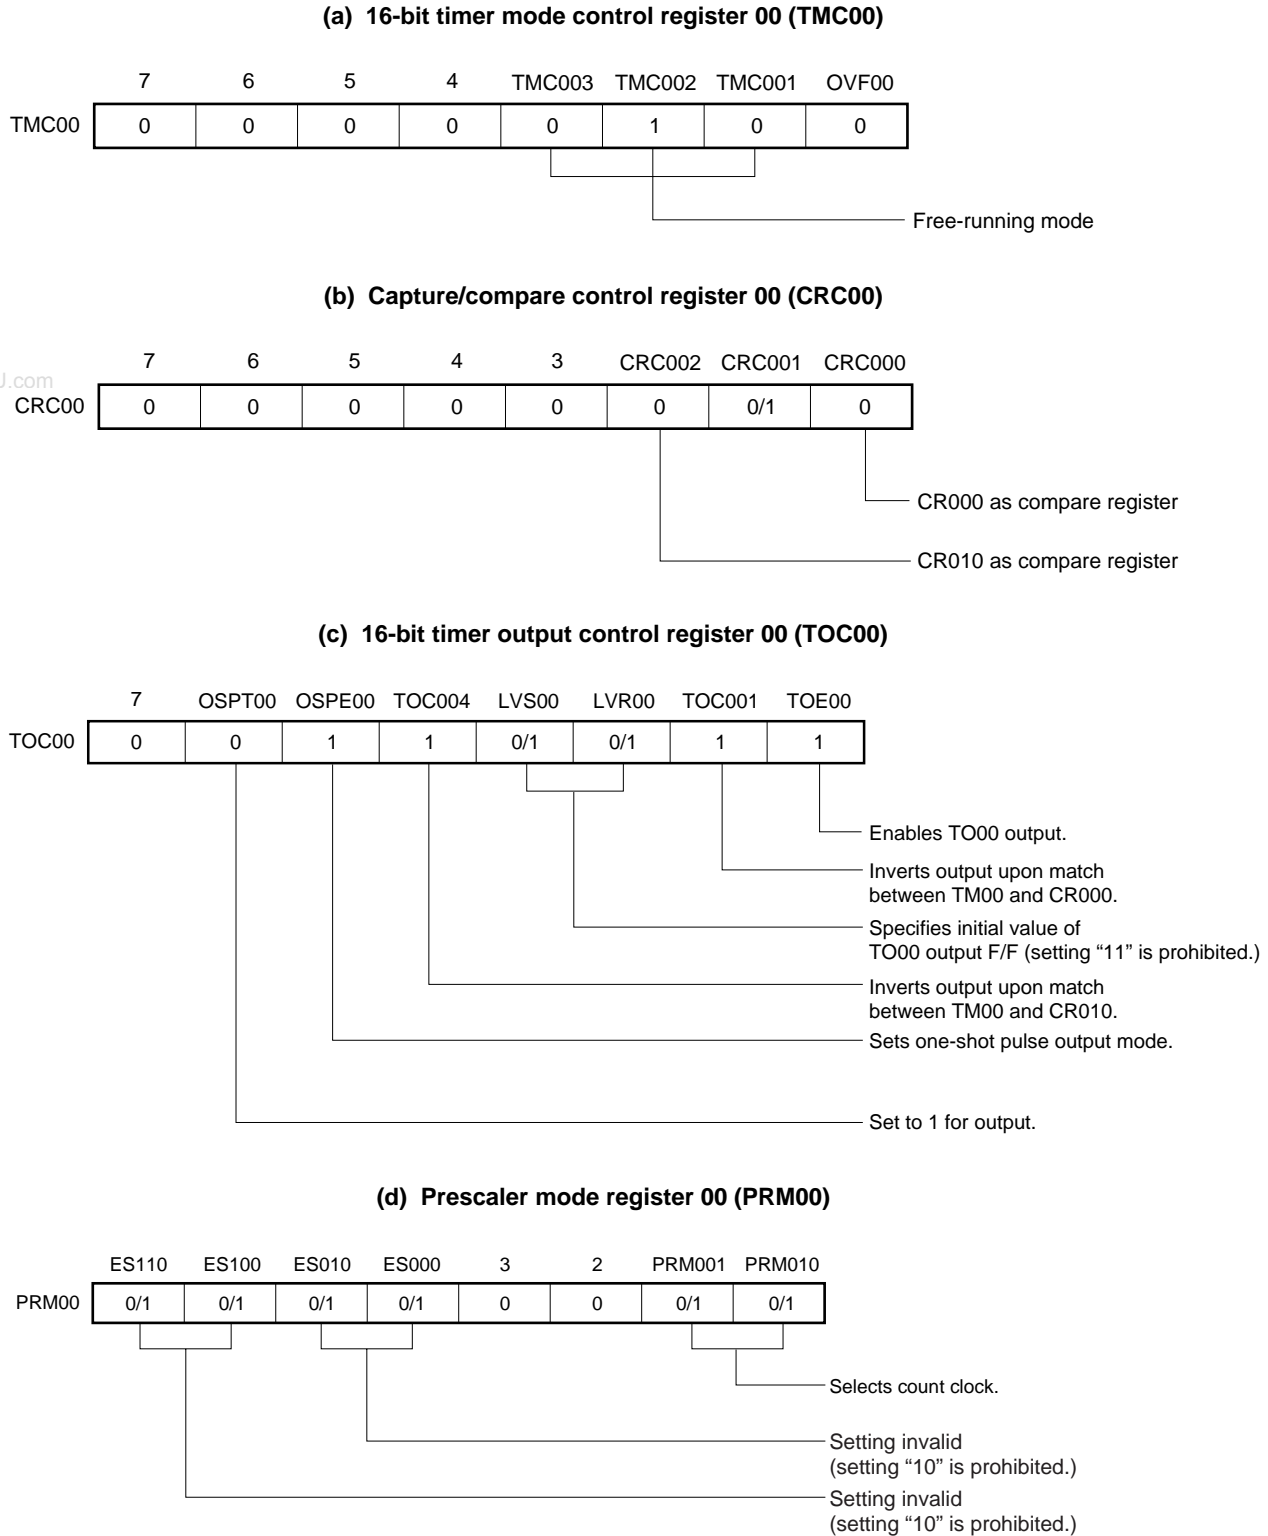 (a) 16-bit timer mode control register 00 (TMC00)
7 6 5 4 TMC003 TMC002 TMC001 OVF00
TMC00 0 0 0 0 0 1 0 0
Free-running mode
(b) Capture/compare control register 00 (CRC00)
7 6 5 4 3 CRC002 CRC001 CRC000
J.com
CRC00 0 0 0 0 0 0 0/1 0
CR000 as compare register
CR010 as compare register
(c) 16-bit timer output control register 00 (TOC00)
7 OSPT00 OSPE00 TOC004 LVS00 LVR00 TOC001 TOE00
TOC00 0 0 1 1 0/1 0/1 1 1
Enables TO00 output.
Inverts output upon match
between TM00 and CR000.
Specifies initial value of
TO00 output F/F (setting “11” is prohibited.)
Inverts output upon match
between TM00 and CR010.
Sets one-shot pulse output mode.
Set to 1 for output.
(d) Prescaler mode register 00 (PRM00)
ES110 ES100 ES010 ES000 3 2 PRM001 PRM010
PRM00 0/1 0/1 0/1 0/1 0 0 0/1 0/1
Selects count clock.
Setting invalid
(setting “10” is prohibited.)
Setting invalid
(setting “10” is prohibited.)